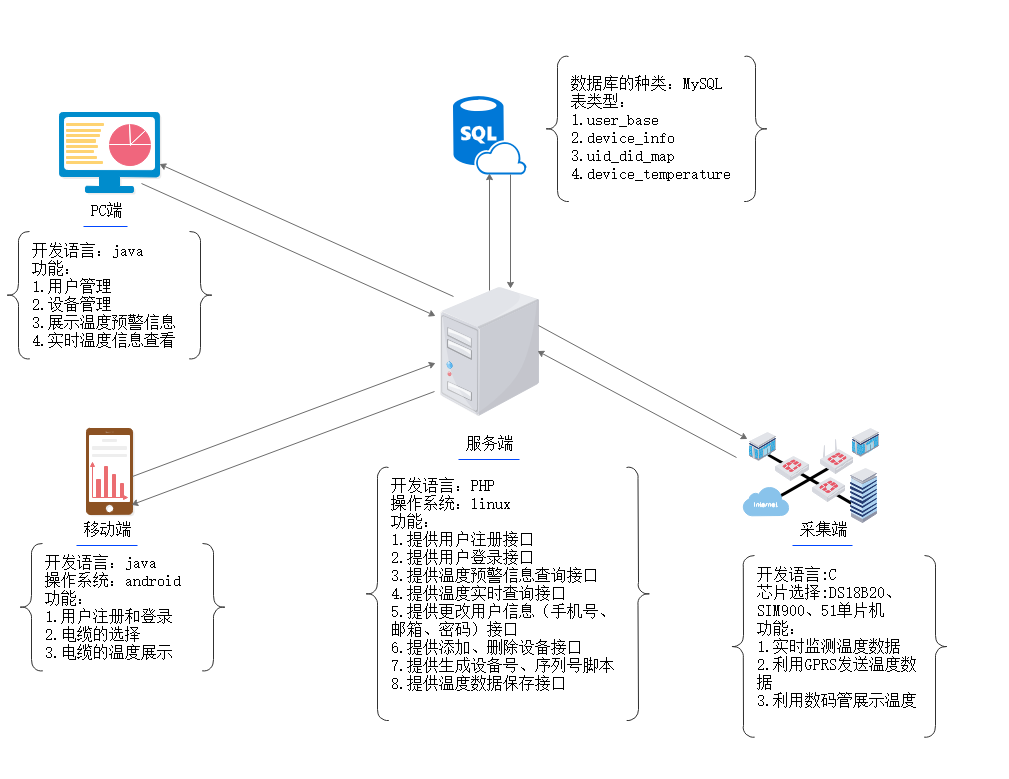 数据库的种类：MySQL
表类型：
1.user_base
2.device_info
3.uid_did_map
4.device_temperature
SQL
PC端
开发语言：java
功能：
1.用户管理
2.设备管理
3.展示温度预警信息
4.实时温度信息查看
服务端
开发语言：PHP
操作系统：linux
功能：
1.提供用户注册接口
2.提供用户登录接口
3.提供温度预警信息查询接口
4.提供温度实时查询接口
5.提供更改用户信息（手机号、
邮箱、密码）接口
6.提供添加、删除设备接口
7.提供生成设备号、序列号脚本
8.提供温度数据保存接口
移动端
开发语言：java
操作系统：android
功能：
1.用户注册和登录
2.电缆的选择
3.电缆的温度展示
internet
采集端
开发语言:C
芯片选择:DS18B20、
SIM900、51单片机
功能：
1.实时监测温度数据
2.利用GPRS发送温度数
据
3.利用数码管展示温度